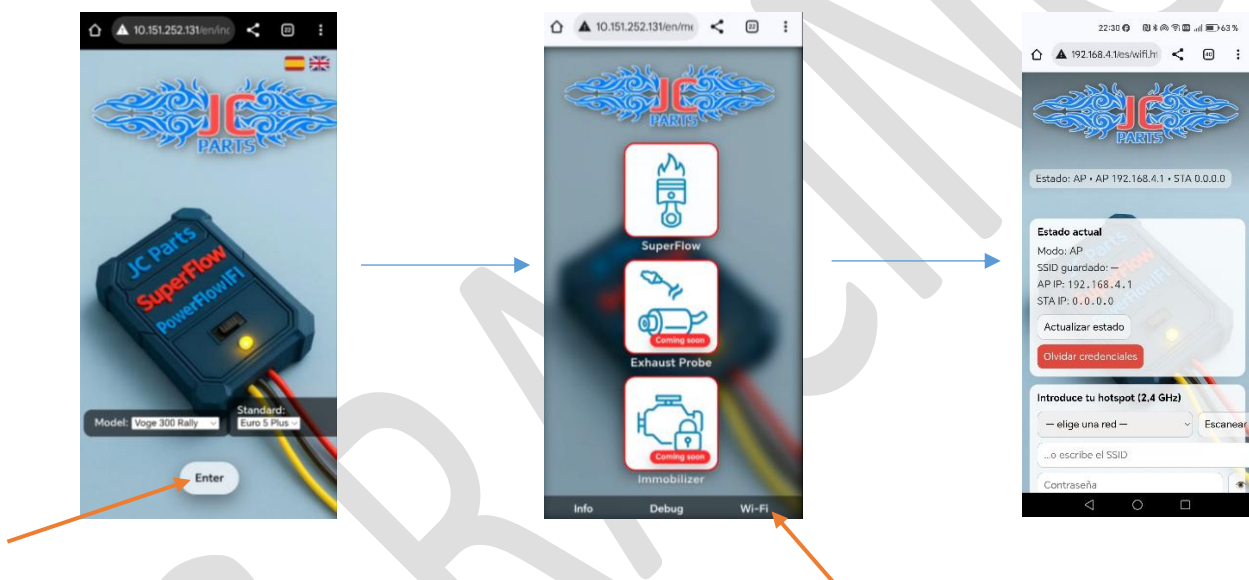 10.151.252.131/en/inc
22
JC
PARTS
JC Parts
SuperFlow
PowerFlowIFI
Model: Voge 300 Rally
Standard:
Euro 5 Plus
Enter
10.151.252.131/en/me
22
JC
PARTS
SuperFlow
Coming soon
Exhaust Probe
Coming soon
Immobilizer
Info Debug Wi-Fi
22:30 63 %
192.168.4.1/es/wifi.h
40
JC
PARTS
Estado: AP • AP 192.168.4.1 • STA 0.0.0.0
Estado actual
Modo: AP
SSID guardado: —
AP IP: 192.168.4.1
STA IP: 0.0.0.0
Actualizar estado
Olvidar credenciales
Introduce tu hotspot (2,4 GHz)
— elige una red — Escanear
...o escribe el SSID
Contraseña